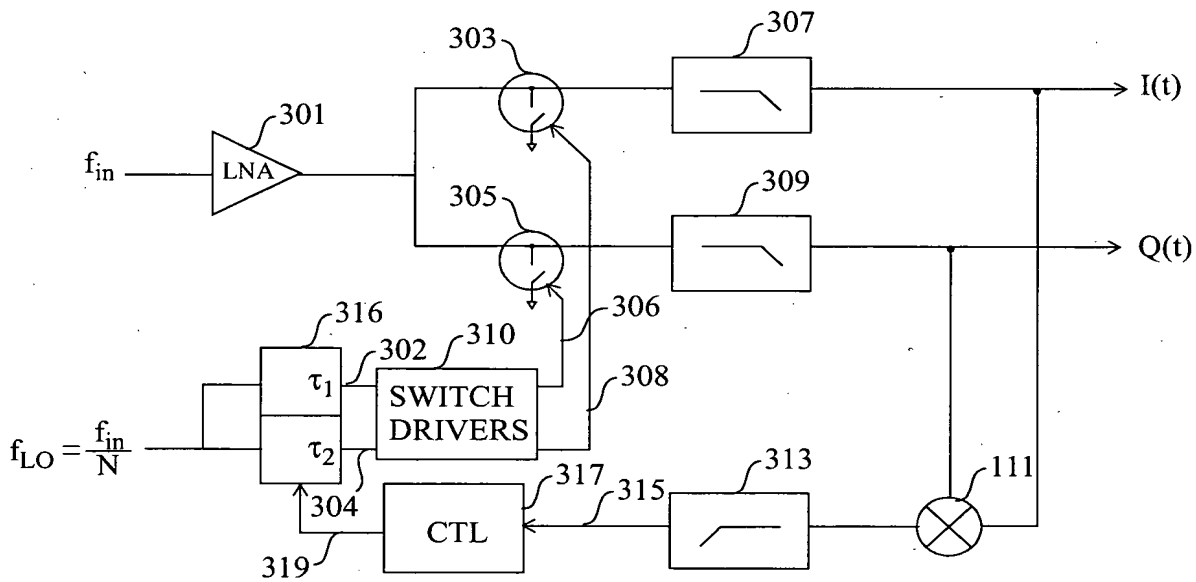 303
307
I(t)
301
f_in
LNA
305
309
Q(t)
316
302
310
306
τ₁
SWITCH
DRIVERS
308
f_LO = f_in/N
τ₂
304
317
315
313
111
CTL
319